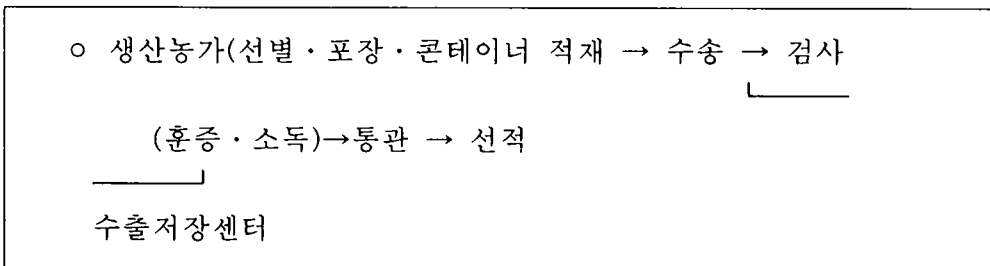 ○ 생산농가(선별·포장·콘테이너 적재 → 수송 → 검사
(훈증·소독)→통관 → 선적
수출저장센터